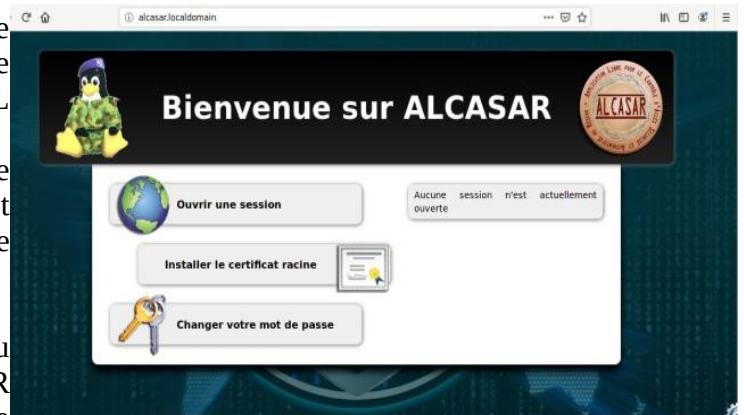 alcasar.localdomain
Bienvenue sur ALCASAR
ALCASAR
Ouvrir une session
Aucune session n'est actuellement
ouverte
Installer le certificat racine
Changer votre mot de passe